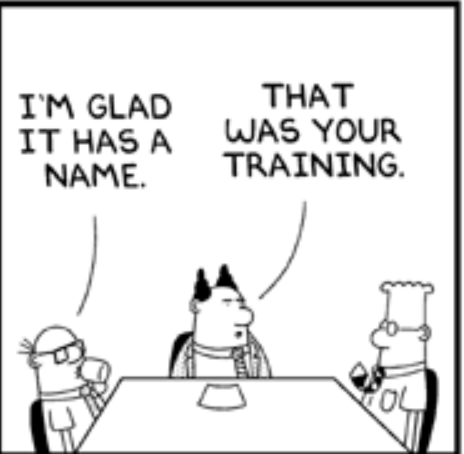 I'M GLAD
IT HAS A
NAME.
THAT
WAS YOUR
TRAINING.